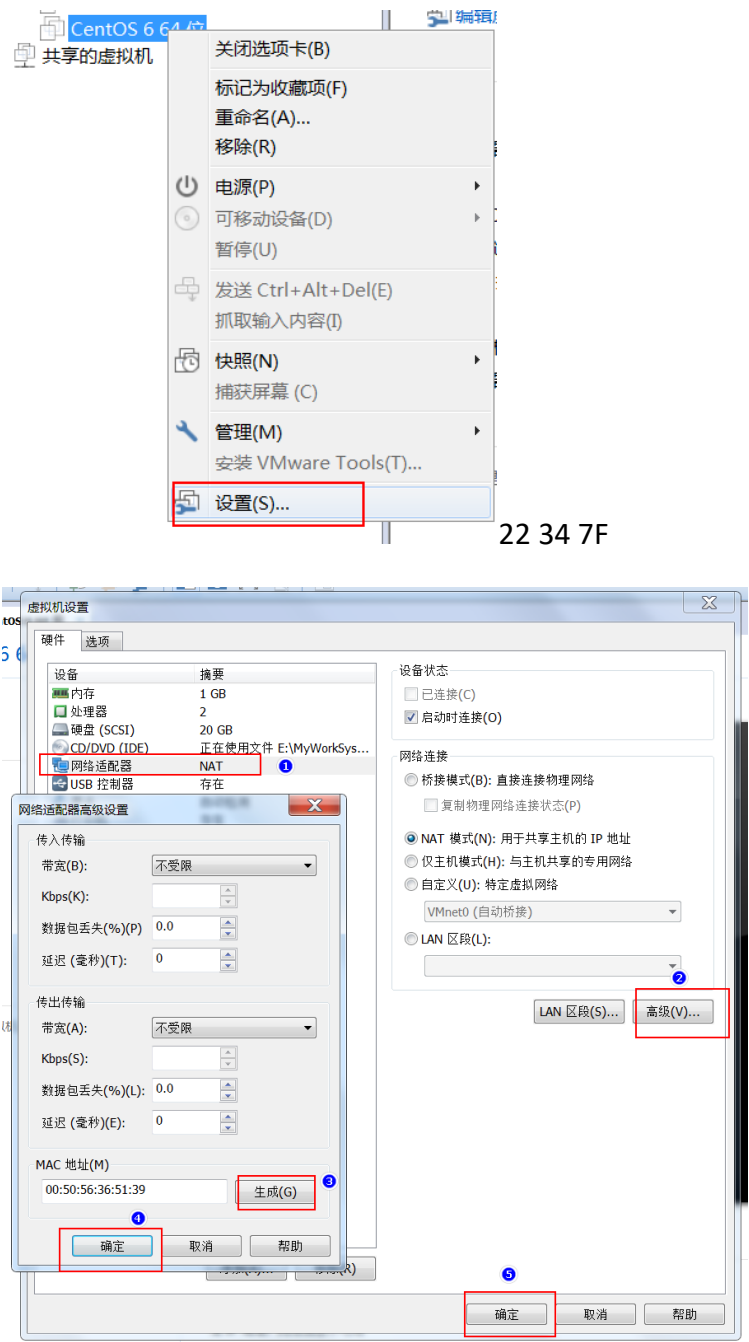 CentOS 6 64 位
编辑
共享的虚拟机
关闭选项卡(B)
标记为收藏项(F)
重命名(A)...
移除(R)
电源(P)
可移动设备(D)
暂停(U)
发送 Ctrl+Alt+Del(E)
抓取输入内容(I)
快照(N)
捕获屏幕 (C)
管理(M)
安装 VMware Tools(T)...
设置(S)...
22 34 7F
虚拟机设置
硬件 选项
设备 摘要
内存 1 GB
处理器 2
硬盘 (SCSI) 20 GB
CD/DVD (IDE) 正在使用文件 E:\MyWorkSys...
网络适配器 NAT 1
USB 控制器 存在
网络适配器高级设置
传入传输
带宽(B): 不受限
Kbps(K):
数据包丢失(%)(P) 0.0
延迟 (毫秒)(T): 0
传出传输
带宽(A): 不受限
Kbps(S):
数据包丢失(%)(L): 0.0
延迟 (毫秒)(E): 0
MAC 地址(M)
00:50:56:36:51:39 生成(G) 3
4
确定 取消 帮助
设备状态
已连接(C)
启动时连接(O)
网络连接
桥接模式(B): 直接连接物理网络
复制物理网络连接状态(P)
NAT 模式(N): 用于共享主机的 IP 地址
仅主机模式(H): 与主机共享的专用网络
自定义(U): 特定虚拟网络
VMnet0 (自动桥接)
LAN 区段(L):
2
LAN 区段(S)... 高级(V)...
5
确定 取消 帮助